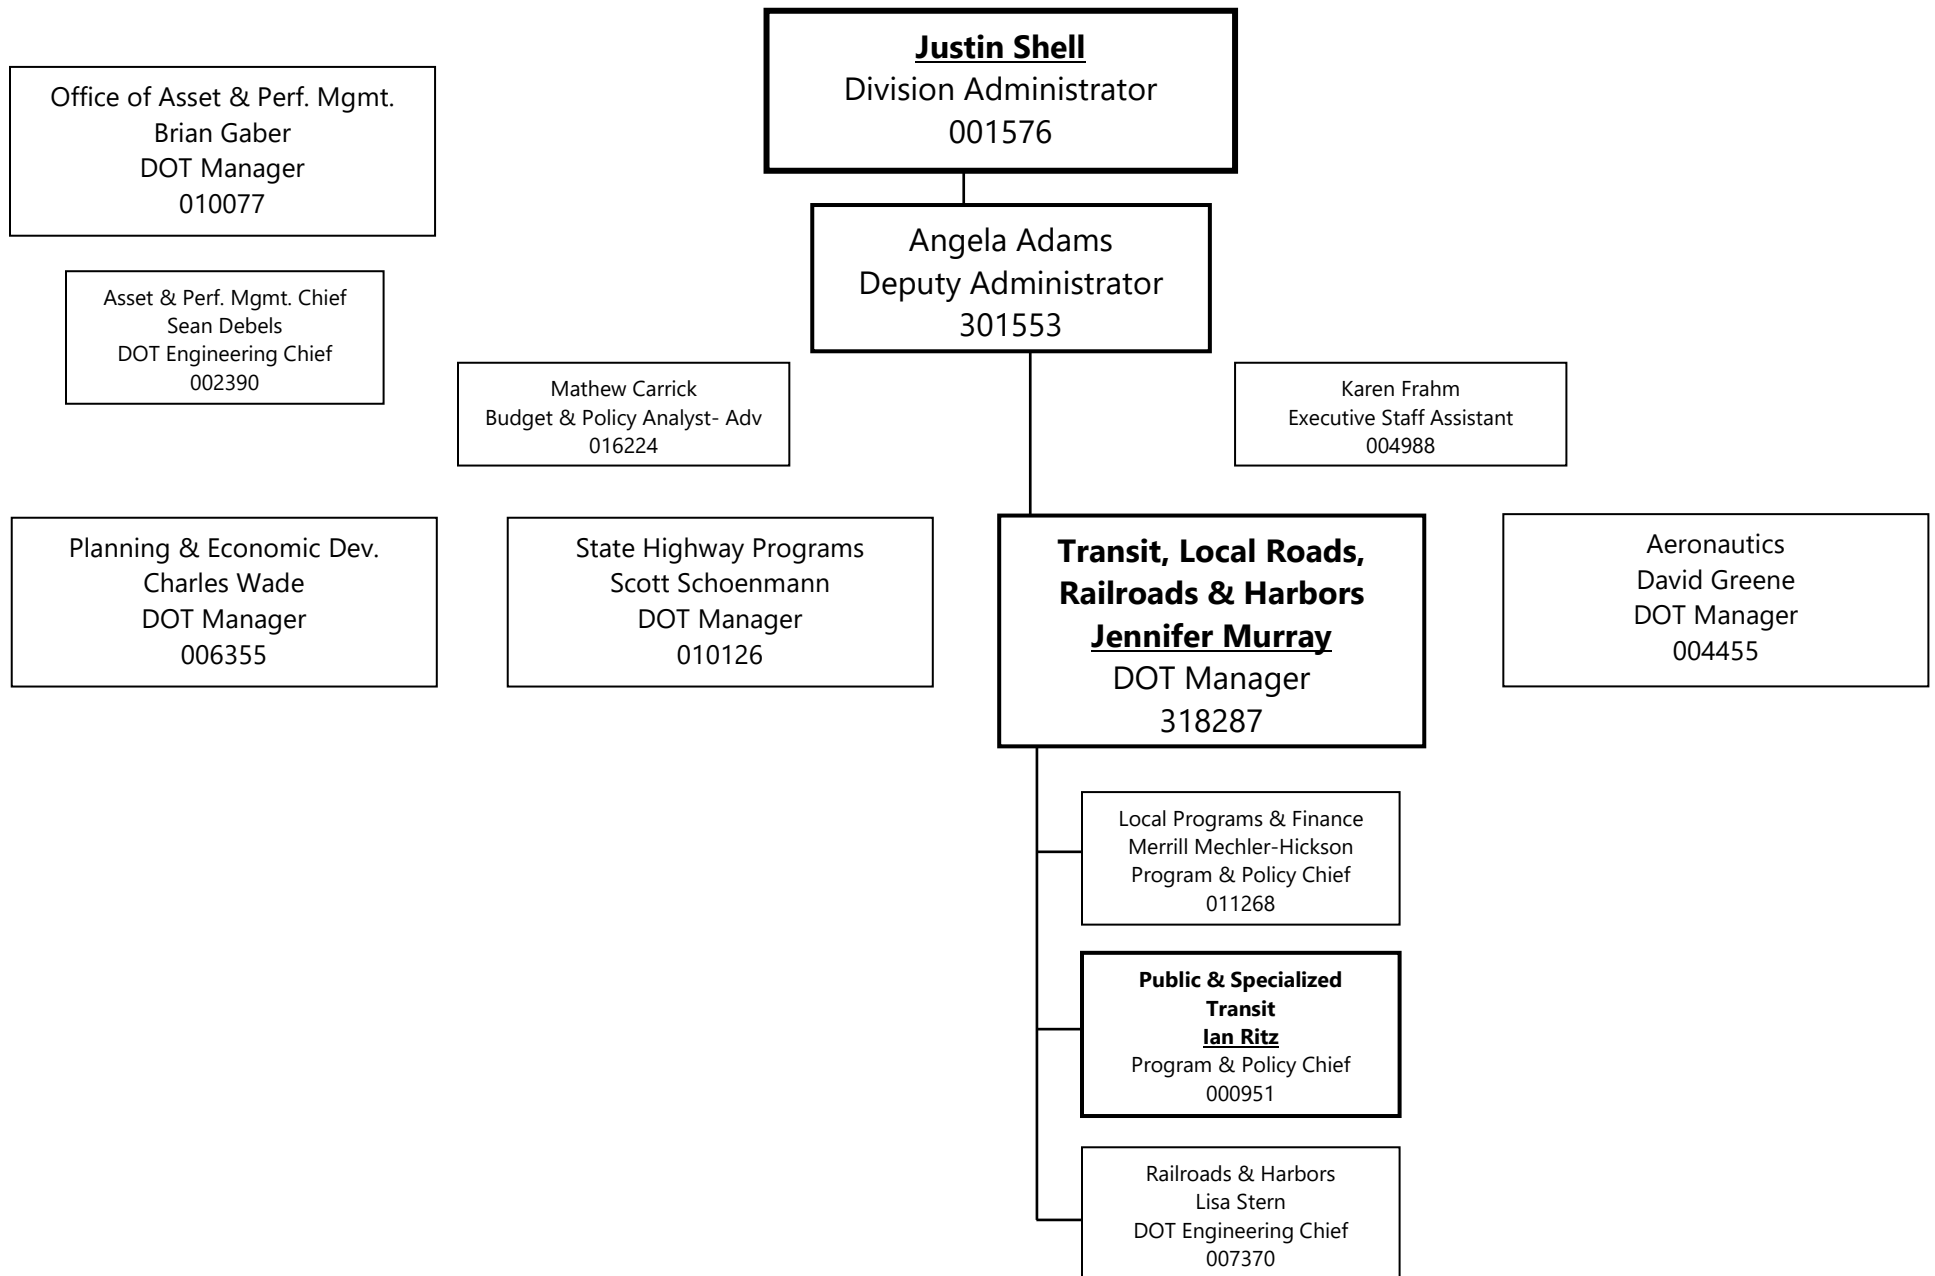 Justin Shell
Division Administrator
001576
Office of Asset & Perf. Mgmt.
Brian Gaber
DOT Manager
010077
Angela Adams
Deputy Administrator
301553
Asset & Perf. Mgmt. Chief
Sean Debels
DOT Engineering Chief
002390
Mathew Carrick
Budget & Policy Analyst- Adv
016224
Karen Frahm
Executive Staff Assistant
004988
Planning & Economic Dev.
Charles Wade
DOT Manager
006355
State Highway Programs
Scott Schoenmann
DOT Manager
010126
Transit, Local Roads,
Railroads & Harbors
Jennifer Murray
DOT Manager
318287
Aeronautics
David Greene
DOT Manager
004455
Local Programs & Finance
Merrill Mechler-Hickson
Program & Policy Chief
011268
Public & Specialized
Transit
Ian Ritz
Program & Policy Chief
000951
Railroads & Harbors
Lisa Stern
DOT Engineering Chief
007370